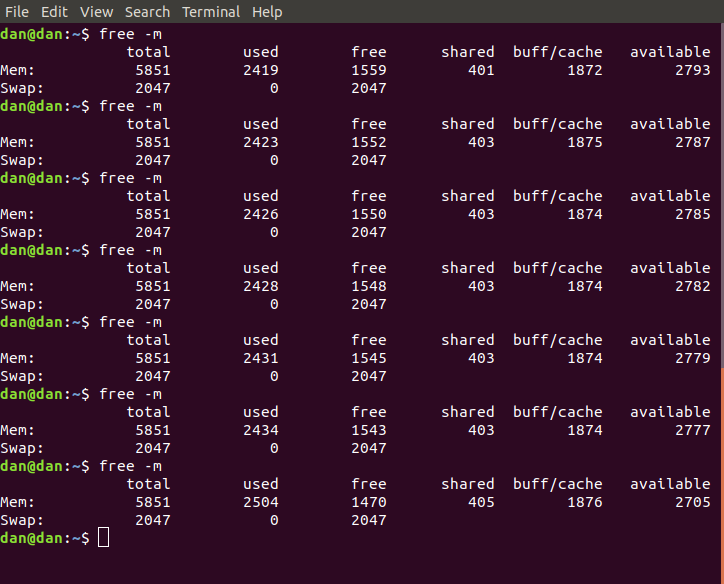 File Edit View Search Terminal Help
dan@dan:~$ free -m
              total        used        free      shared  buff/cache   available
Mem:           5851        2419        1559         401        1872        2793
Swap:          2047           0        2047
dan@dan:~$ free -m
              total        used        free      shared  buff/cache   available
Mem:           5851        2423        1552         403        1875        2787
Swap:          2047           0        2047
dan@dan:~$ free -m
              total        used        free      shared  buff/cache   available
Mem:           5851        2426        1550         403        1874        2785
Swap:          2047           0        2047
dan@dan:~$ free -m
              total        used        free      shared  buff/cache   available
Mem:           5851        2428        1548         403        1874        2782
Swap:          2047           0        2047
dan@dan:~$ free -m
              total        used        free      shared  buff/cache   available
Mem:           5851        2431        1545         403        1874        2779
Swap:          2047           0        2047
dan@dan:~$ free -m
              total        used        free      shared  buff/cache   available
Mem:           5851        2434        1543         403        1874        2777
Swap:          2047           0        2047
dan@dan:~$ free -m
              total        used        free      shared  buff/cache   available
Mem:           5851        2504        1470         405        1876        2705
Swap:          2047           0        2047
dan@dan:~$